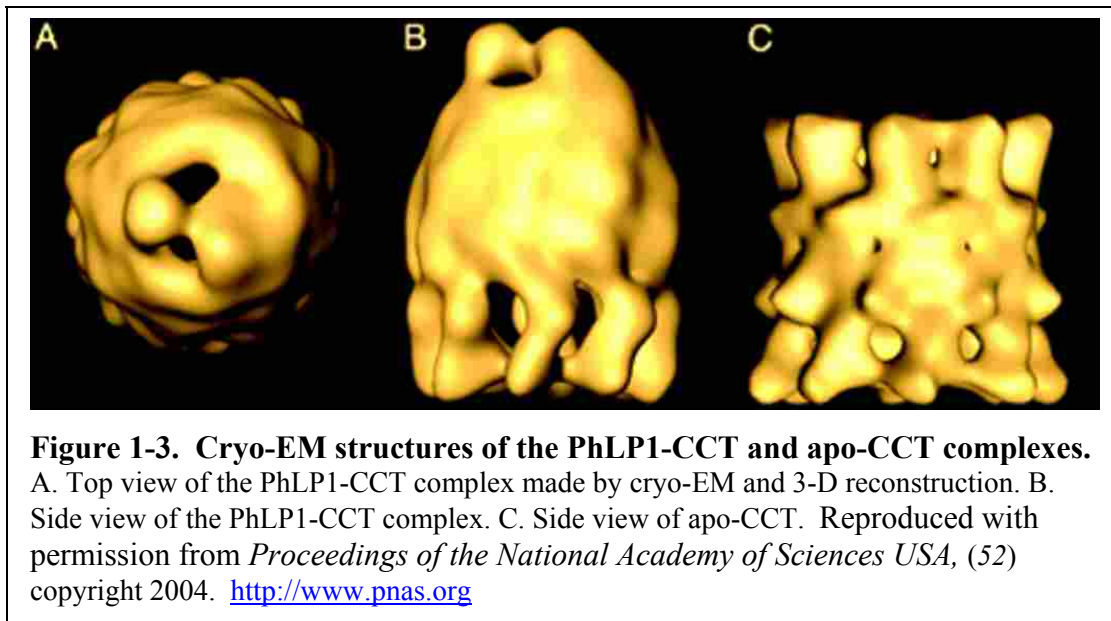 A B C
Figure 1-3. Cryo-EM structures of the PhLP1-CCT and apo-CCT complexes.
A. Top view of the PhLP1-CCT complex made by cryo-EM and 3-D reconstruction. B.
Side view of the PhLP1-CCT complex. C. Side view of apo-CCT. Reproduced with
permission from Proceedings of the National Academy of Sciences USA, (52)
copyright 2004. http://www.pnas.org